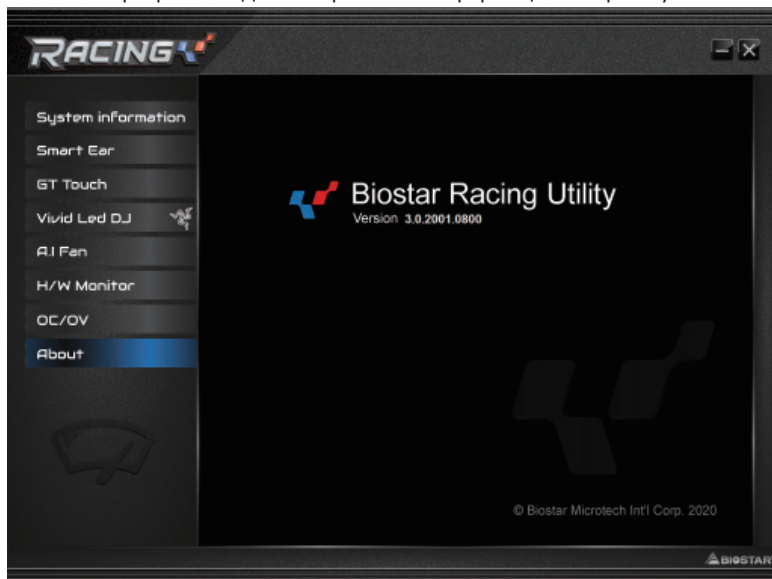 RACING
System information
Smart Ear
GT Touch
Vivid Led DJ
A.I Fan
H/W Monitor
OC/OV
About
Biostar Racing Utility
Version 3.0.2001.0800
© Biostar Microtech Int'l Corp. 2020
BIOSTAR